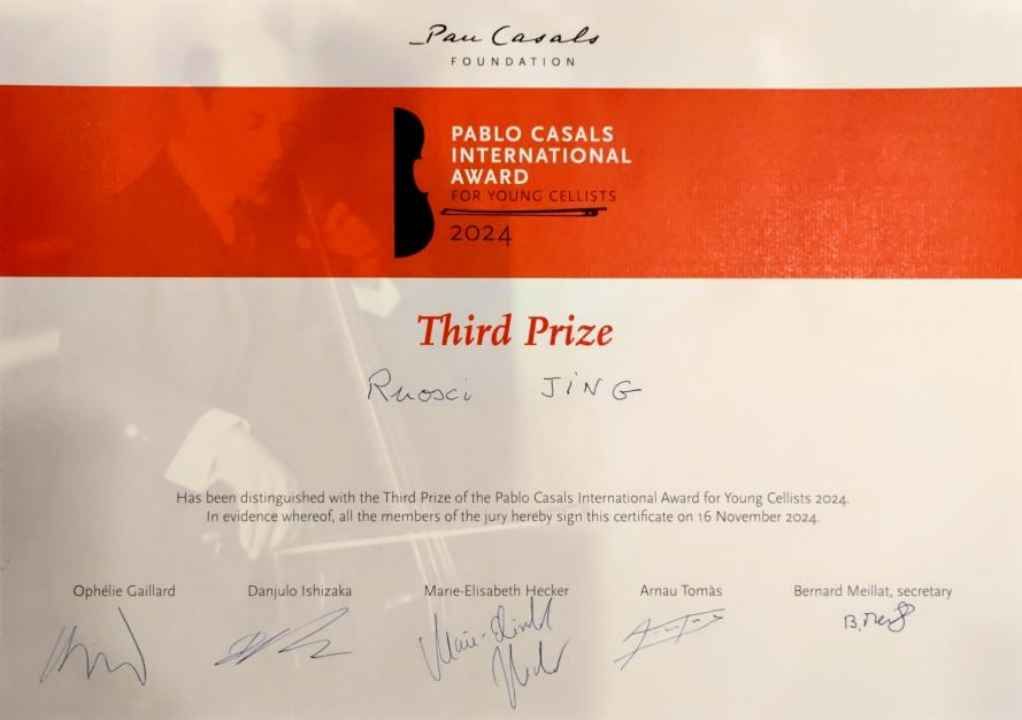 Pau Casals
FOUNDATION
PABLO CASALS
INTERNATIONAL
AWARD
FOR YOUNG CELLISTS
2024
Third Prize
Ruosci JING
Has been distinguished with the Third Prize of the Pablo Casals International Award for Young Cellists 2024.
In evidence whereof, all the members of the jury hereby sign this certificate on 16 November 2024.
Ophélie Gaillard Danjulo Ishizaka Marie-Elisabeth Hecker Arnau Tomàs Bernard Meillat, secretary